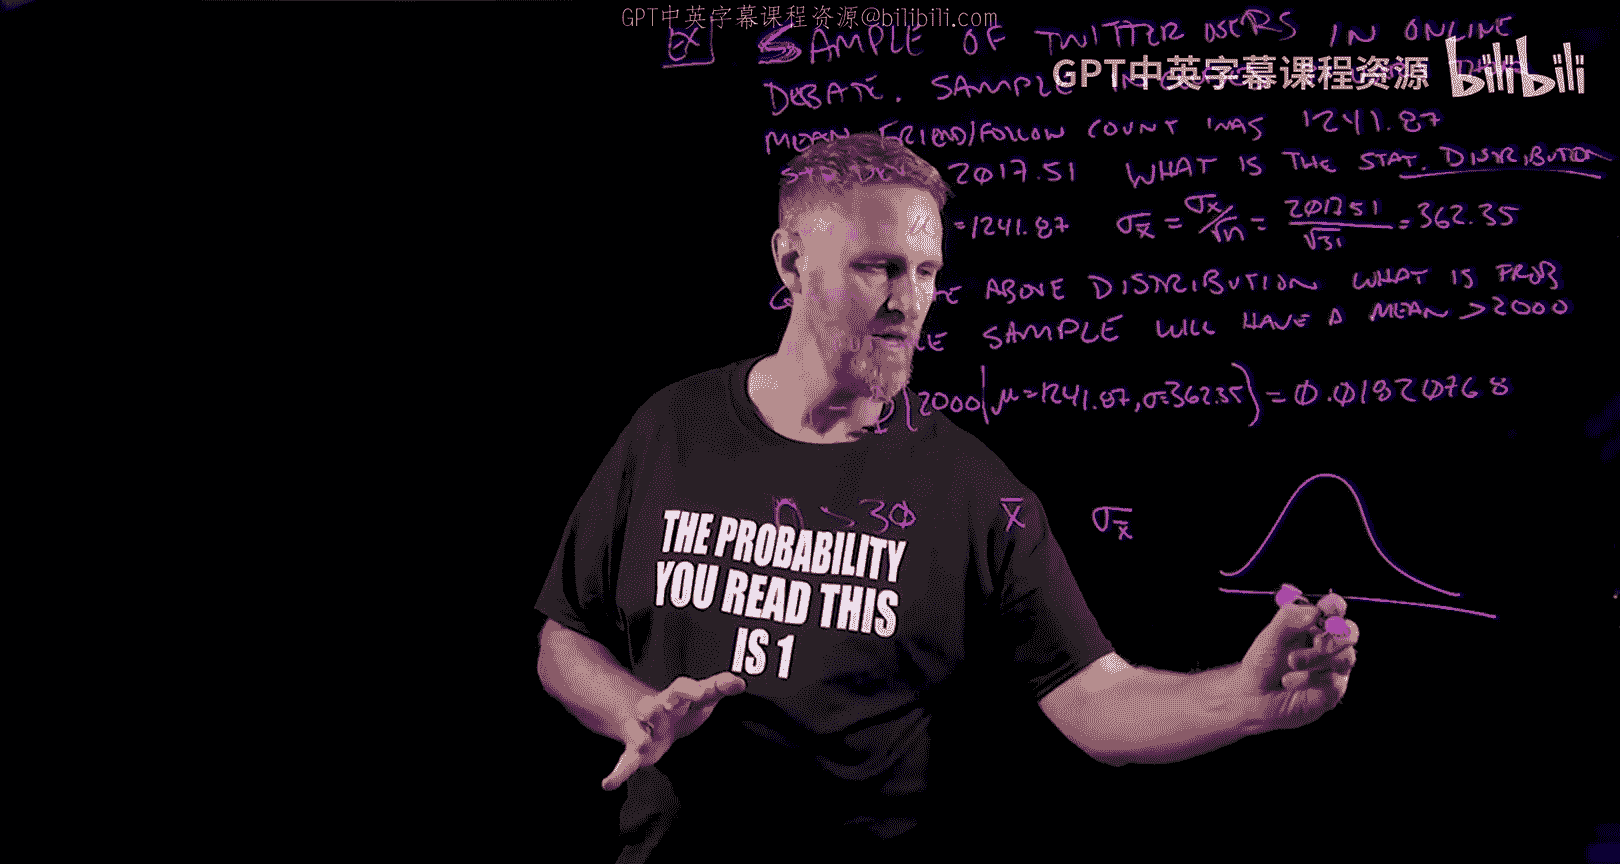 GPT中英字幕课程资源@bilibili.com
EX SAMPLE OF TWITTER USERS IN ONLINE
GPT中英字幕课程资源 bilibili
DEBATE. SAMPLE
MEAN FRIEND/FOLLOW COUNT WAS 1241.87
2017.51 WHAT IS THE STAT. DISTRIBUTION
=1241.87 σx̄ = σx/√n = 2017.51/√31 = 362.35
ABOVE DISTRIBUTION WHAT IS PROB
SAMPLE WILL HAVE A MEAN >2000
(2000|μ=1241.87, σ=362.35) = 0.01820768
n > 30 x̄ σx̄
THE PROBABILITY
YOU READ THIS
IS 1